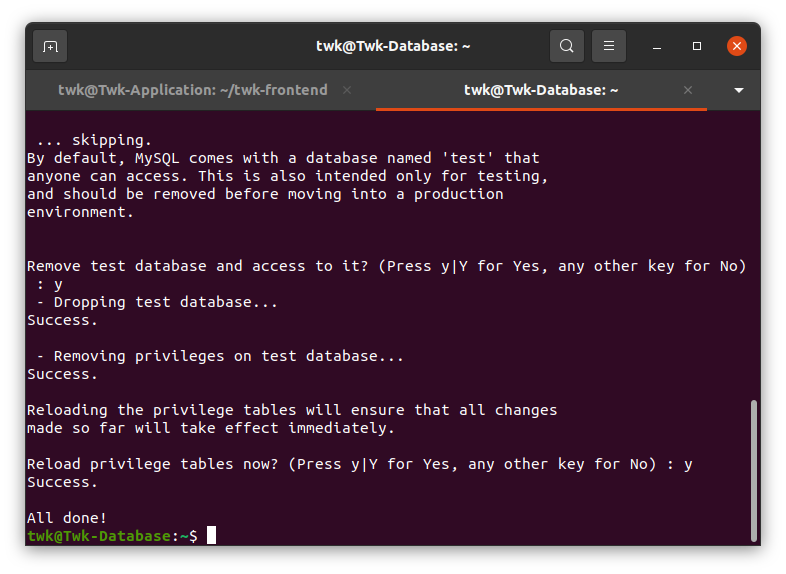 twk@Twk-Database: ~
twk@Twk-Application: ~/twk-frontend
twk@Twk-Database: ~
... skipping.
By default, MySQL comes with a database named 'test' that
anyone can access. This is also intended only for testing,
and should be removed before moving into a production
environment.
Remove test database and access to it? (Press y|Y for Yes, any other key for No)
: y
- Dropping test database...
Success.
- Removing privileges on test database...
Success.
Reloading the privilege tables will ensure that all changes
made so far will take effect immediately.
Reload privilege tables now? (Press y|Y for Yes, any other key for No) : y
Success.
All done!
twk@Twk-Database:~$